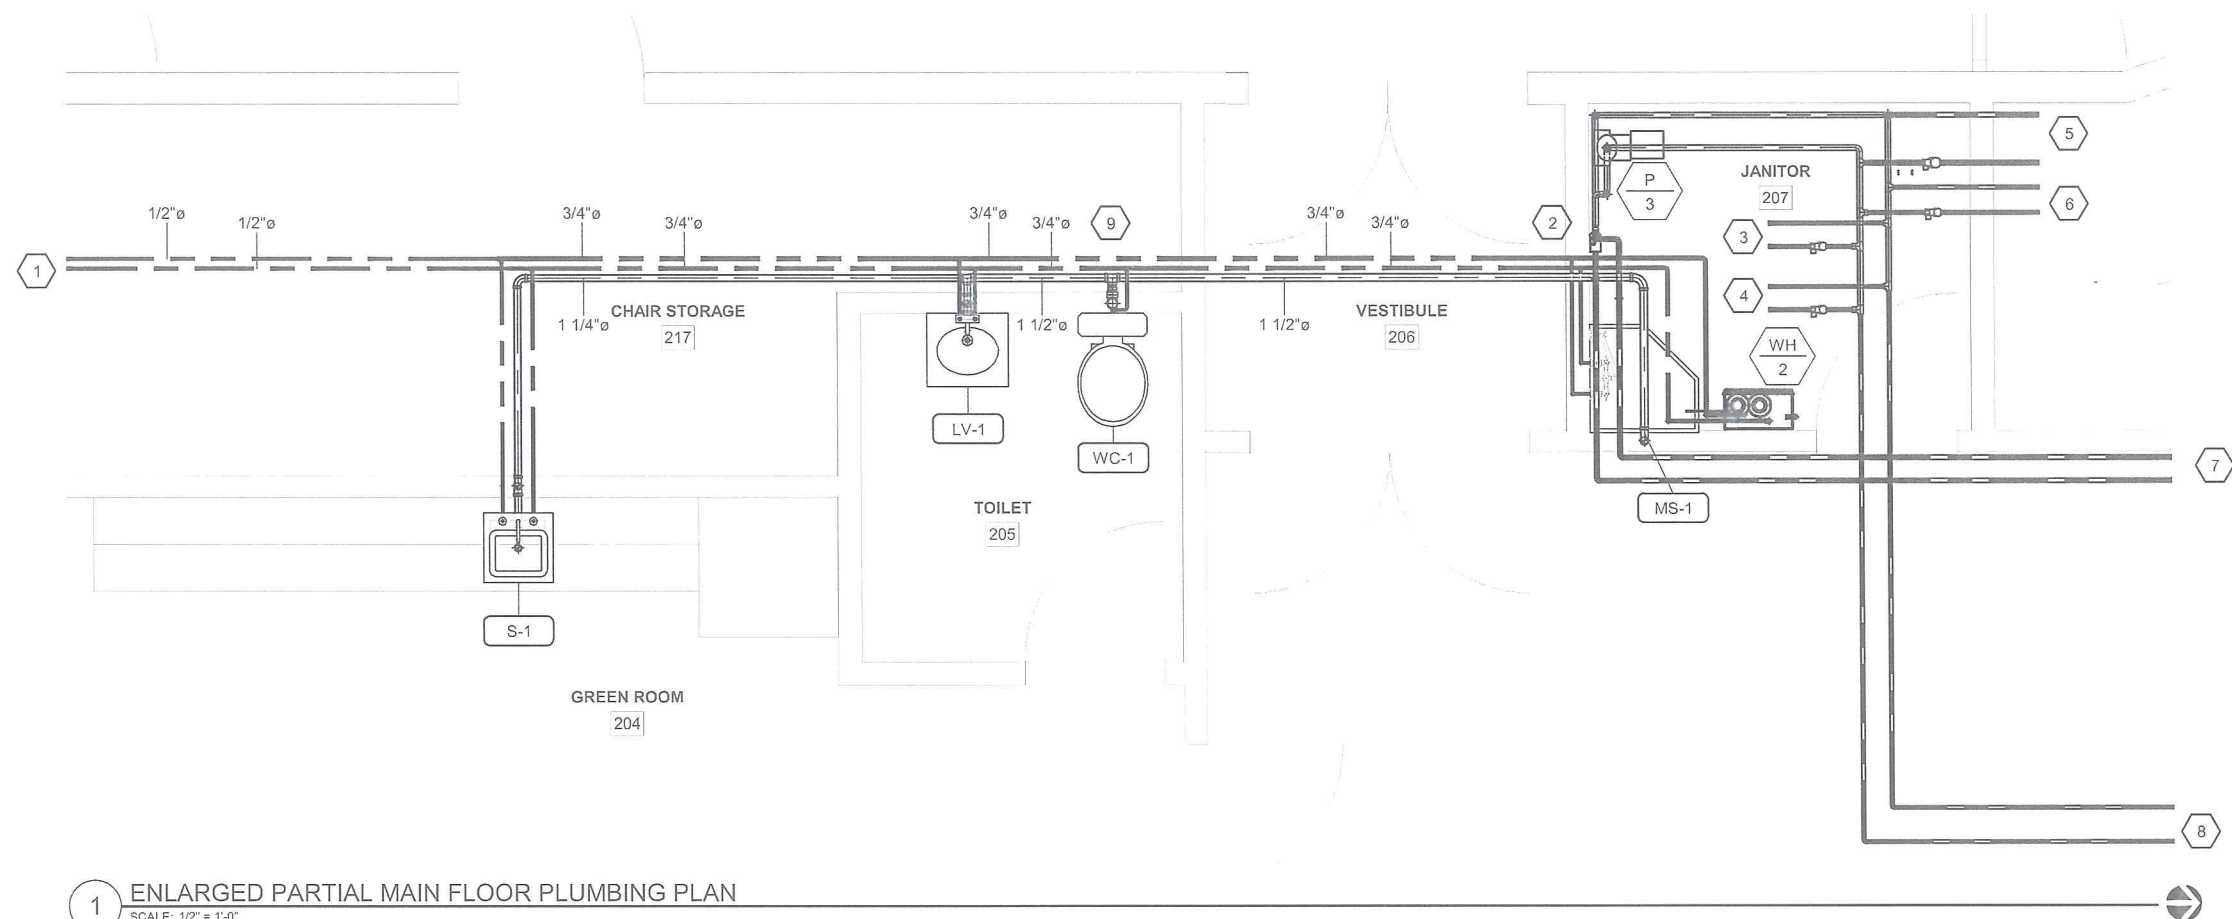 5
JANITOR
207
P
3
1/2"ø
1/2"ø
3/4"ø
3/4"ø
3/4"ø
3/4"ø
9
3/4"ø
3/4"ø
2
6
3
1
4
CHAIR STORAGE
217
1 1/4"ø
1 1/2"ø
1 1/2"ø
VESTIBULE
206
WH
2
LV-1
WC-1
7
MS-1
TOILET
205
S-1
GREEN ROOM
204
8
1
ENLARGED PARTIAL MAIN FLOOR PLUMBING PLAN
SCALE: 1/2" = 1'-0"